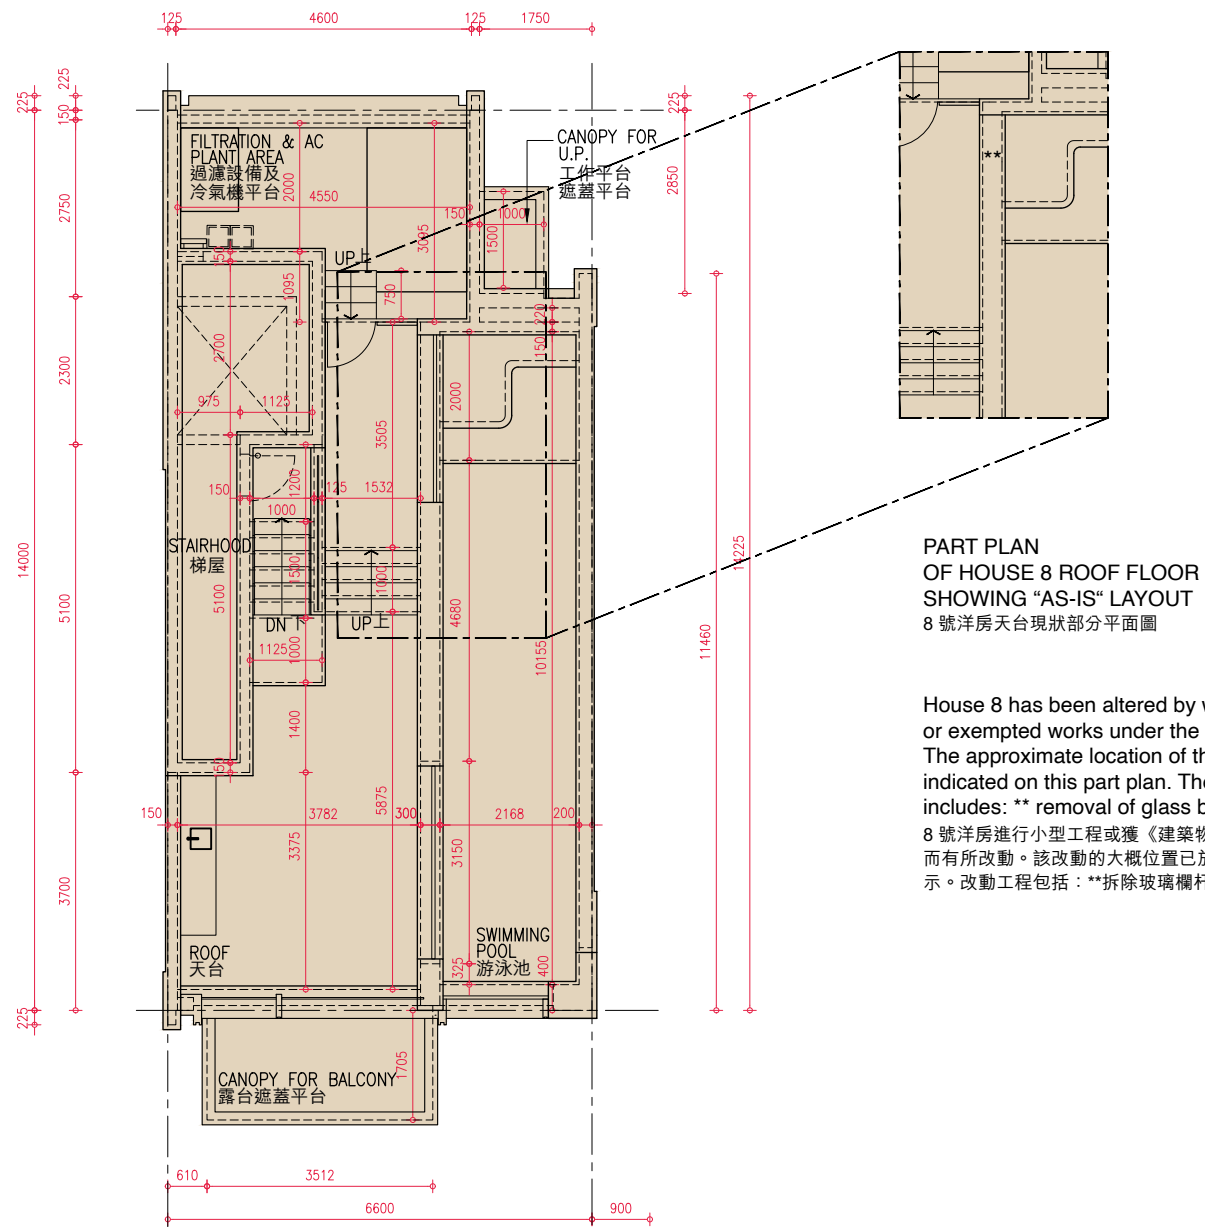 125
4600
125
1750
225
225
150
2750
2300
14000
5100
3700
225
FILTRATION & AC
PLANT AREA
過濾設備及
冷氣機平台
2000
4550
3095
CANOPY FOR
U.P.
工作平台
遮蓋平台
150
1000
1500
225
2850
UP上
150
1095
750
220
150
2700
975
1125
2000
3505
150
1200
125
1532
1000
STAIRHOOD
梯屋
1500
1000
5100
DN下
UP上
4680
1125
1000
10155
14225
11460
1400
150
5875
150
3782
300
2168
200
3375
3150
ROOF
天台
SWIMMING
POOL
游泳池
325
400
1705
CANOPY FOR BALCONY
露台遮蓋平台
610
3512
6600
900
**
PART PLAN
OF HOUSE 8 ROOF FLOOR
SHOWING “AS-IS“ LAYOUT
8 號洋房天台現狀部分平面圖
House 8 has been altered by
or exempted works under the
The approximate location of
indicated on this part plan.
includes: ** removal of glass
8 號洋房進行小型工程或獲《建築物
而有所改動。該改動的大概位置已於
示。改動工程包括：**拆除玻璃欄杆